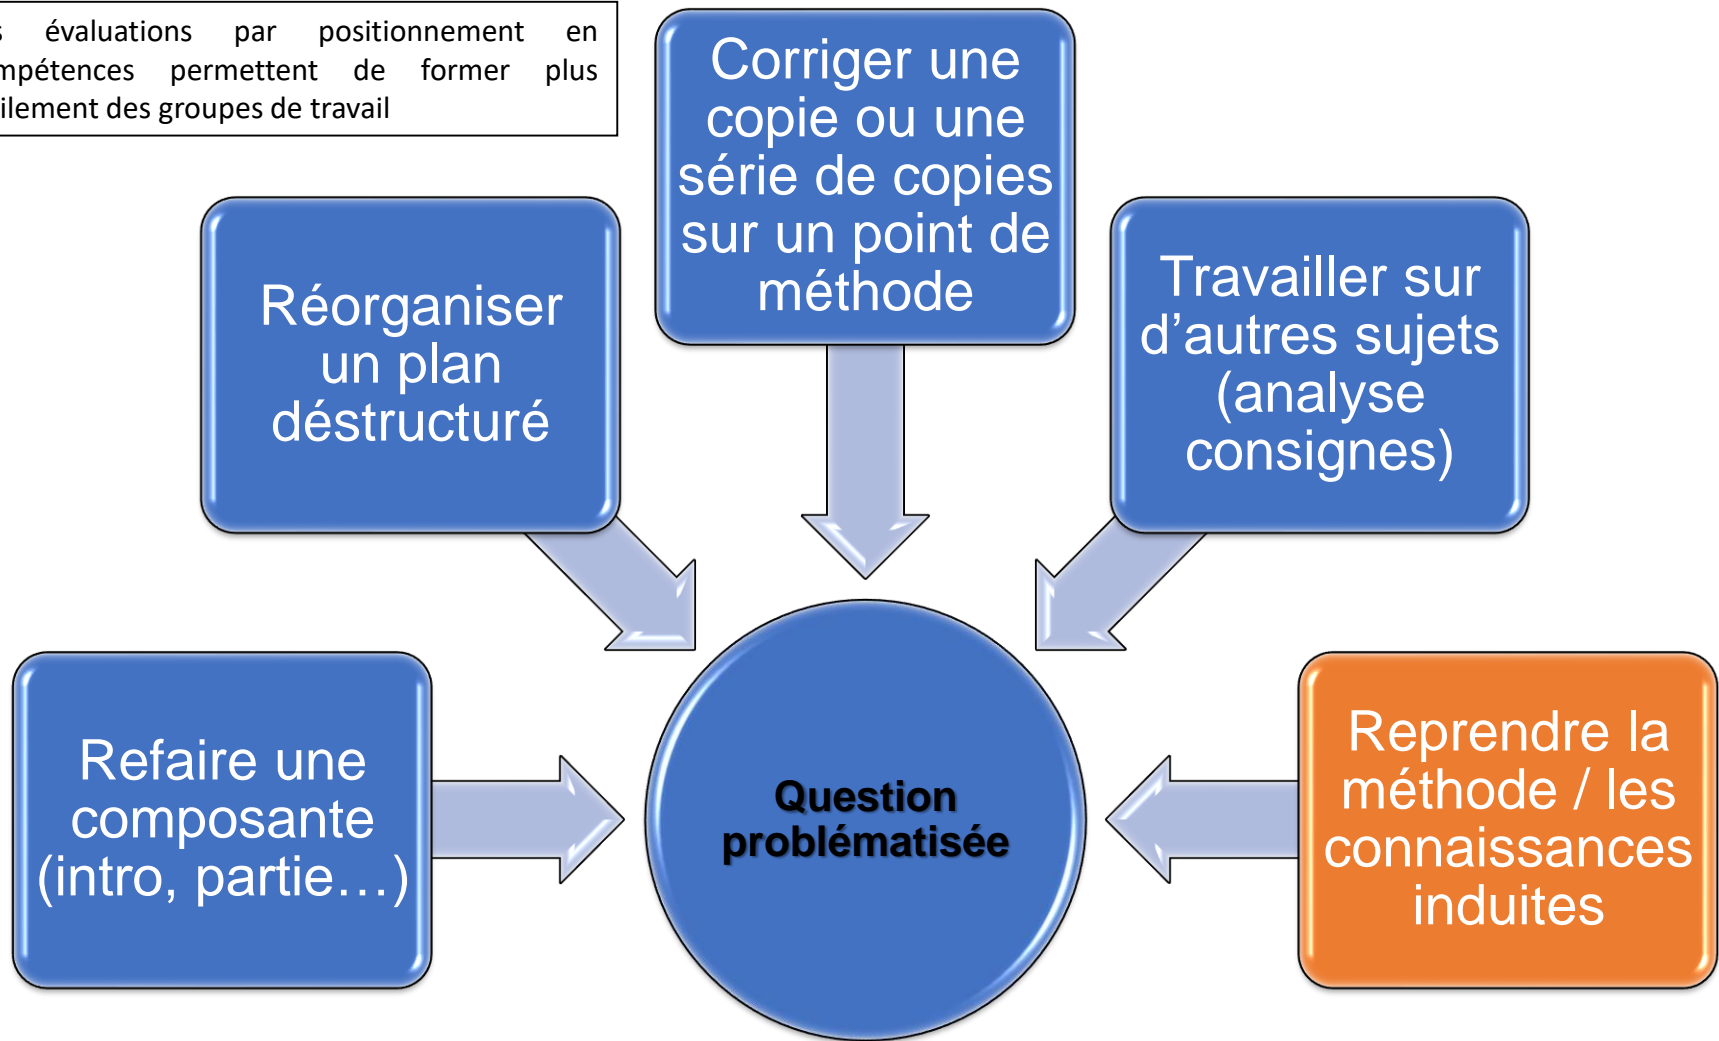 évaluations par positionnement en
permettent de former plus
des groupes de travail
Corriger une
copie ou une
série de copies
sur un point de
méthode
Réorganiser
un plan
déstructuré
Travailler sur
d’autres sujets
(analyse
consignes)
Refaire une
composante
(intro, partie…)
Question
problématisée
Reprendre la
méthode / les
connaissances
induites